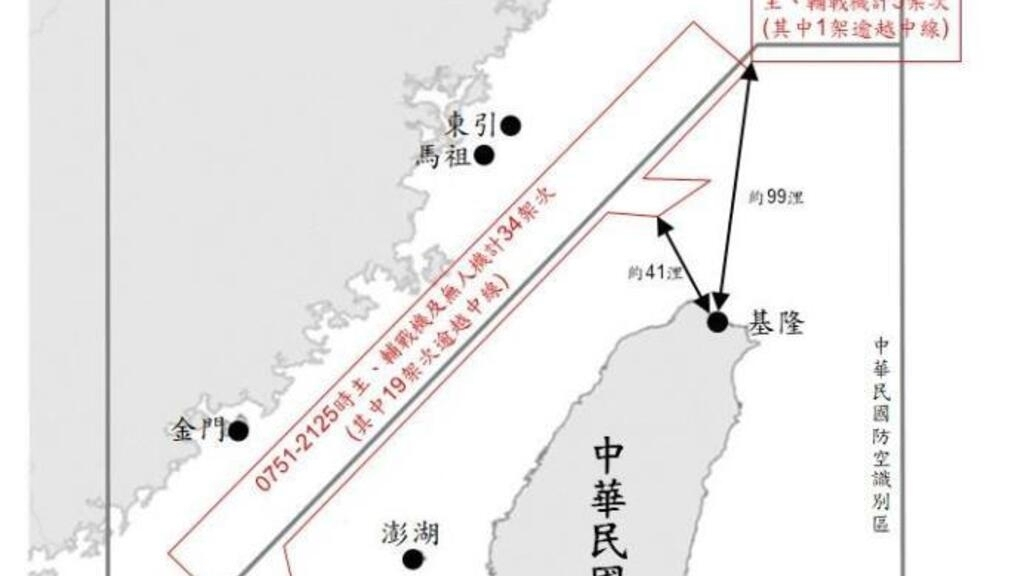 主、輔戰機計3架次
(其中1架逾越中線)
東引
馬祖
約99浬
約41浬
0751-2125時主、輔戰機及無人機計34架次
(其中19架次逾越中線)
基隆
金門
澎湖
中華民國
中華民國防空識別區